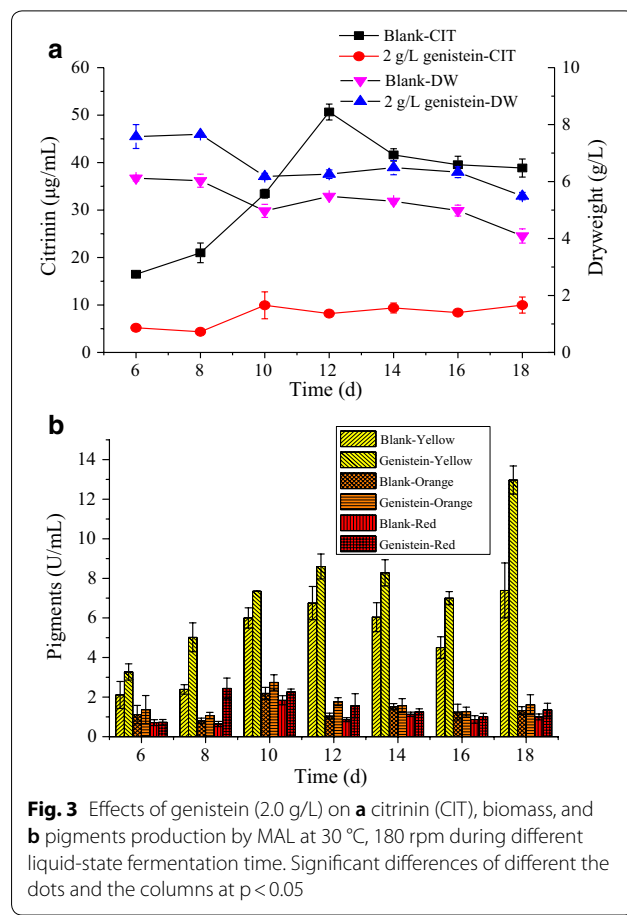 a
Blank-CIT
2 g/L genistein-CIT
Blank-DW
2 g/L genistein-DW
60
50
40
30
20
10
0
Citrinin (µg/mL)
10
8
6
4
2
0
Dryweight (g/L)
6 8 10 12 14 16 18
Time (d)
b
Blank-Yellow
Genistein-Yellow
Blank-Orange
Genistein-Orange
Blank-Red
Genistein-Red
14
12
10
8
6
4
2
0
Pigments (U/mL)
6 8 10 12 14 16 18
Time (d)
Fig. 3 Effects of genistein (2.0 g/L) on a citrinin (CIT), biomass, and
b pigments production by MAL at 30 °C, 180 rpm during different
liquid-state fermentation time. Significant differences of different the
dots and the columns at p < 0.05